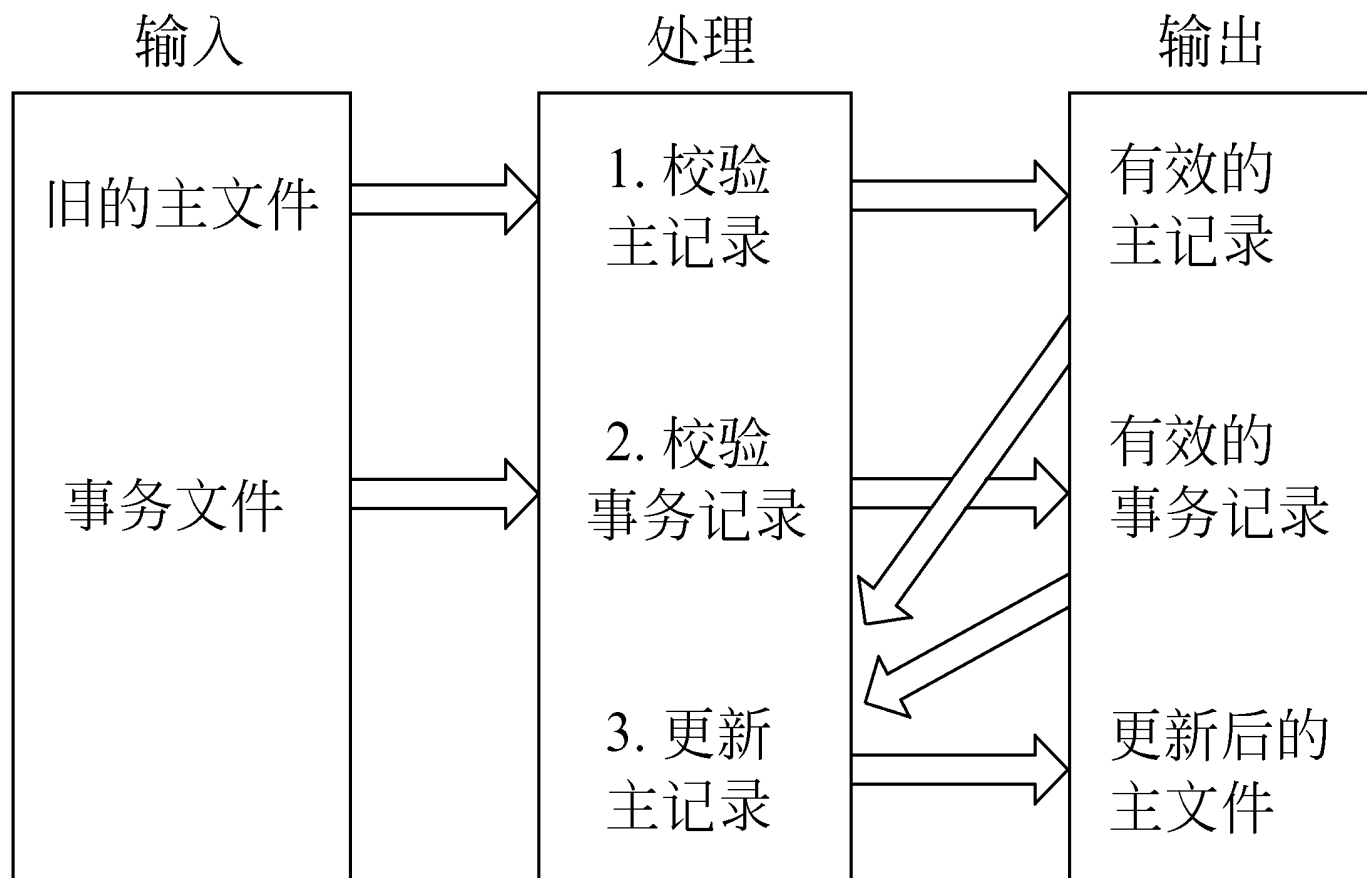 输入
处理
输出
旧的主文件
1. 校验
主记录
有效的
主记录
事务文件
2. 校验
事务记录
有效的
事务记录
3. 更新
主记录
更新后的
主文件